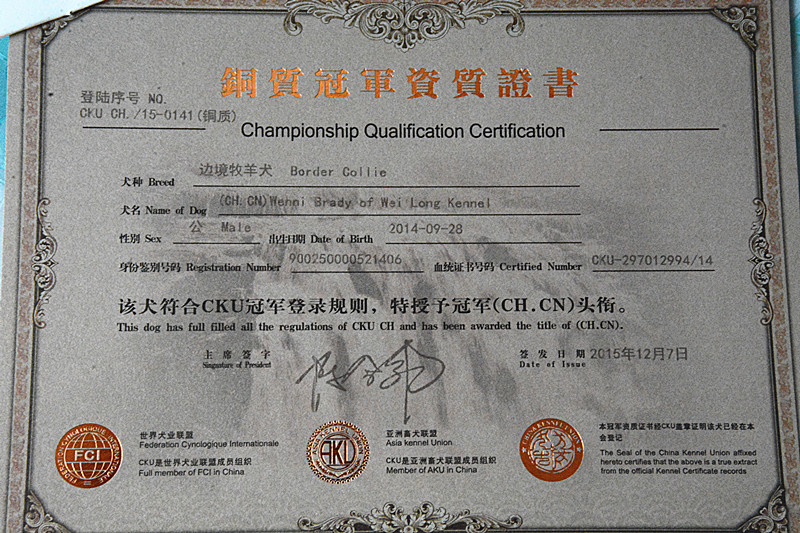 銅質冠軍資質證書
登陆序号 NO.
CKU CH./15-0141(铜质)
Championship Qualification Certification
犬种 Breed 边境牧羊犬 Border Collie
犬名 Name of Dog (CH.CN)Wenni Brady of Wei Long Kennel
性别 Sex 公 Male 出生日期 Date of Birth 2014-09-28
身份鉴别号码 Registration Number 900250000521406 血统证书号码 Certified Number CKU-297012994/14
该犬符合CKU冠军登录规则，特授予冠军(CH.CN)头衔。
This dog has full filled all the regulations of CKU CH and has been awarded the title of (CH.CN).
主席签字 签发日期 2015年12月7日
Singnature of President Date of Issue
FCI
世界犬业联盟
Federation Cynologique Internationale
CKU是世界犬业联盟成员组织
Full member of FCI in China
AKU
亚洲畜犬联盟
Asia kennel Union
CKU是亚洲畜犬联盟成员组织
Member of AKU in China
本冠军资质证书经CKU盖章证明该犬已经在本
会登记
The Seal of the China Kennel Union affixed
hereto certifies that the above is a true extract
from the official Kennel Certificate records